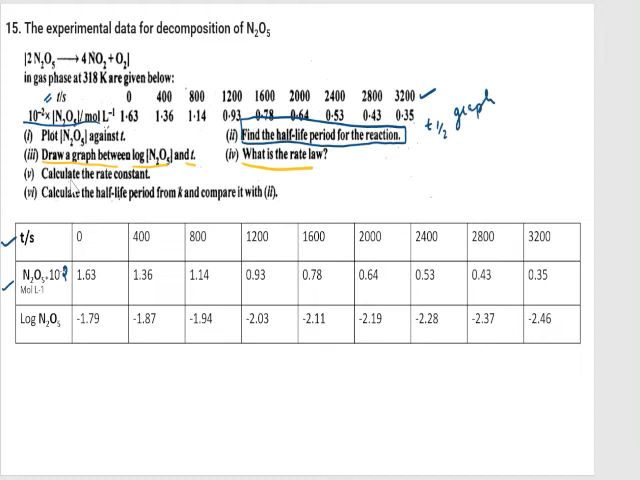 15. The experimental data for decomposition of N₂O₅
|2 N₂O₅ ⟶ 4 NO₂ + O₂|
in gas phase at 318 K are given below:
t/s 0 400 800 1200 1600 2000 2400 2800 3200
10⁻² × |N₂O₅|/ mol L⁻¹ 1·63 1·36 1·14 0·93 0·78 0·64 0·53 0·43 0·35
t ½ graph
(i) Plot |N₂O₅| against t. (ii) Find the half-life period for the reaction.
(iii) Draw a graph between log |N₂O₅| and t. (iv) What is the rate law?
(v) Calculate the rate constant.
(vi) Calculate the half-life period from k and compare it with (ii).
t/s 0 400 800 1200 1600 2000 2400 2800 3200
N₂O₅*10⁻² 1.63 1.36 1.14 0.93 0.78 0.64 0.53 0.43 0.35
Mol L-1
Log N₂O₅ -1.79 -1.87 -1.94 -2.03 -2.11 -2.19 -2.28 -2.37 -2.46